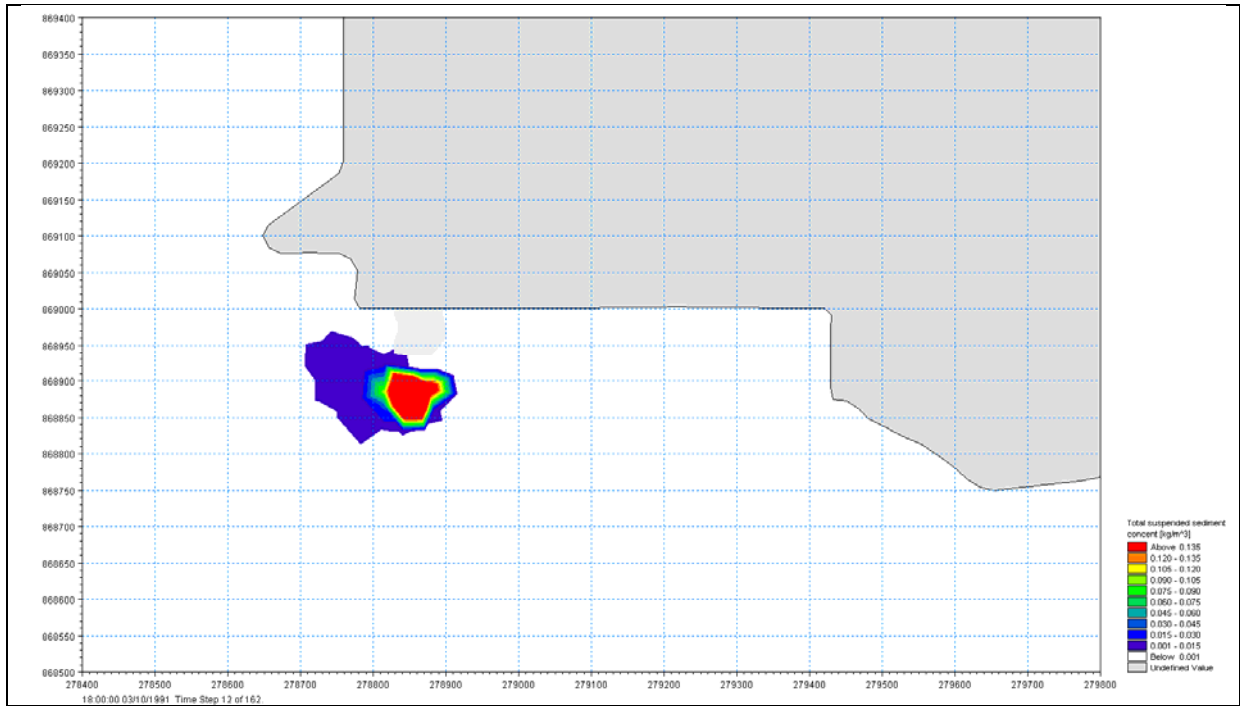 869400
869350
869300
869250
869200
869150
869100
869050
869000
868950
868900
868850
868800
868750
868700
868650
868600
868550
868500
278400 278500 278600 278700 278800 278900 279000 279100 279200 279300 279400 279500 279600 279700 279800
18:00:00 03/10/1991 Time Step 12 of 162.
Total suspended sediment
concent [kg/m^3]
Above 0.135
0.120 - 0.135
0.105 - 0.120
0.090 - 0.105
0.075 - 0.090
0.060 - 0.075
0.045 - 0.060
0.030 - 0.045
0.015 - 0.030
0.001 - 0.015
Below 0.001
Undefined Value